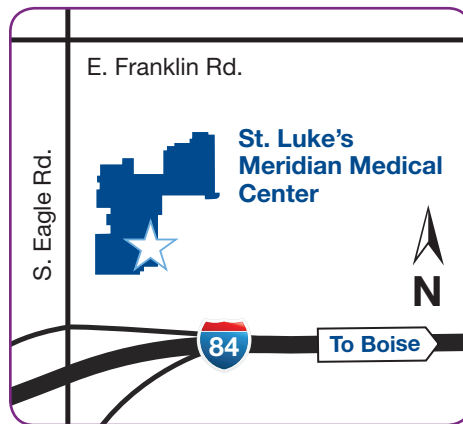 E. Franklin Rd.
S. Eagle Rd.
St. Luke’s
Meridian Medical
Center
N
84
To Boise